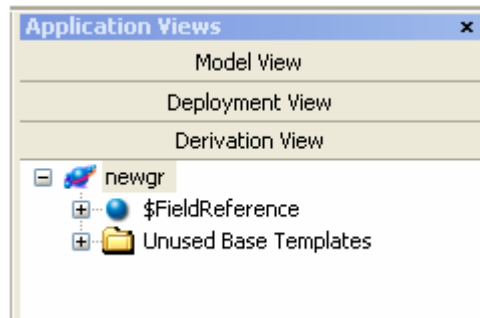 Application Views
Model View
Deployment View
Derivation View
newgr
$FieldReference
Unused Base Templates